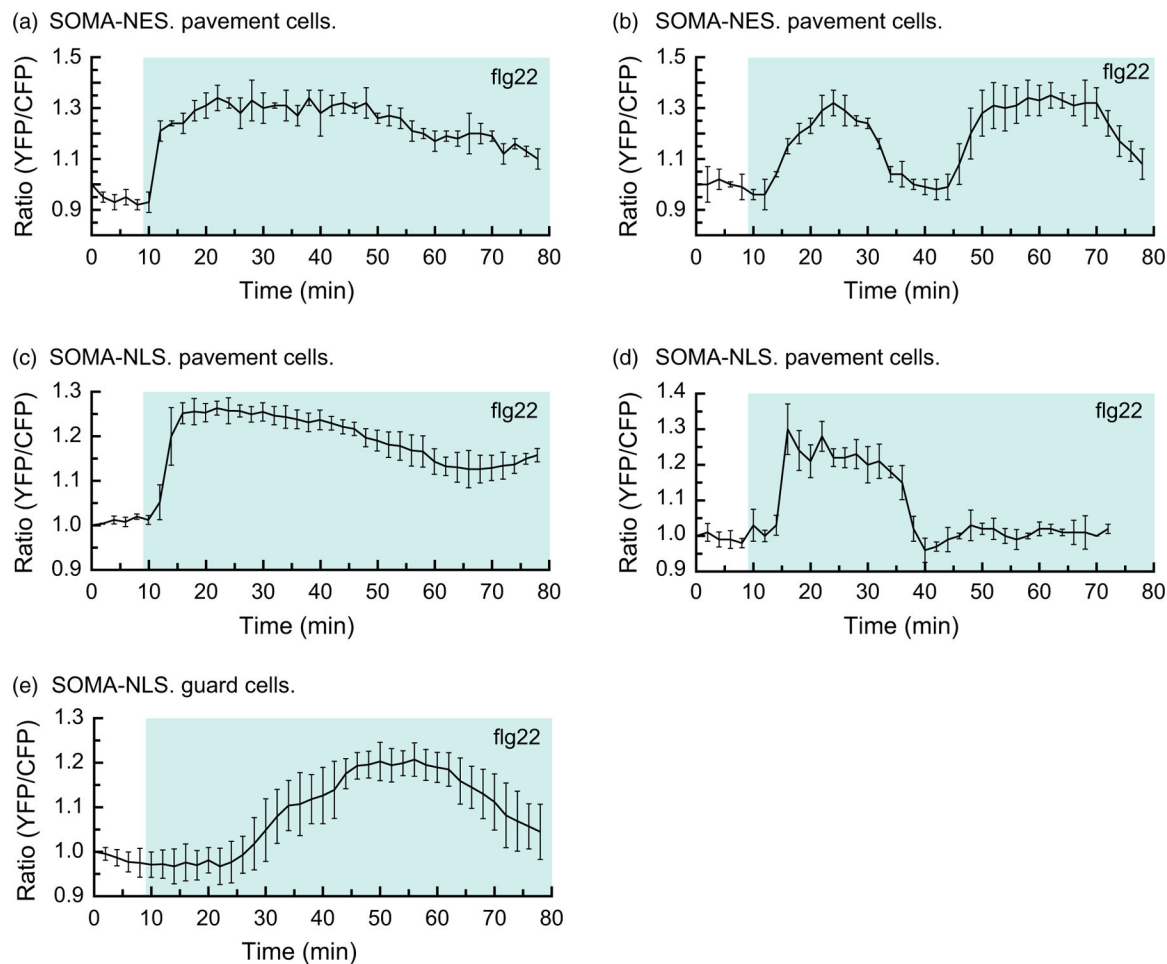 (a) SOMA-NES. pavement cells.
Ratio (YFP/CFP)
1.5
1.3
1.1
0.9
flg22
0 10 20 30 40 50 60 70 80
Time (min)
(b) SOMA-NES. pavement cells.
Ratio (YFP/CFP)
1.5
1.3
1.1
0.9
flg22
0 10 20 30 40 50 60 70 80
Time (min)
(c) SOMA-NLS. pavement cells.
Ratio (YFP/CFP)
1.3
1.2
1.1
1.0
0.9
flg22
0 10 20 30 40 50 60 70 80
Time (min)
(d) SOMA-NLS. pavement cells.
Ratio (YFP/CFP)
1.4
1.3
1.2
1.1
1.0
0.9
flg22
0 10 20 30 40 50 60 70 80
Time (min)
(e) SOMA-NLS. guard cells.
Ratio (YFP/CFP)
1.3
1.2
1.1
1.0
0.9
flg22
0 10 20 30 40 50 60 70 80
Time (min)